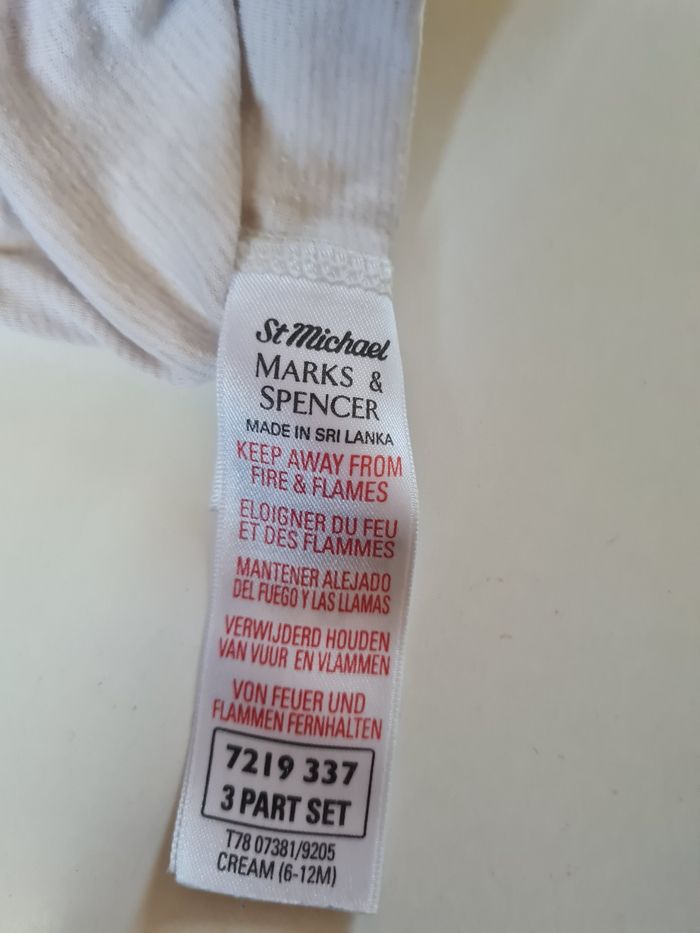 St Michael
MARKS &
SPENCER
MADE IN SRI LANKA
KEEP AWAY FROM
FIRE & FLAMES
ELOIGNER DU FEU
ET DES FLAMMES
MANTENER ALEJADO
DEL FUEGO Y LAS LLAMAS
VERWIJDERD HOUDEN
VAN VUUR EN VLAMMEN
VON FEUER UND
FLAMMEN FERNHALTEN
7219 337
3 PART SET
T78 07381/9205
CREAM (6-12M)